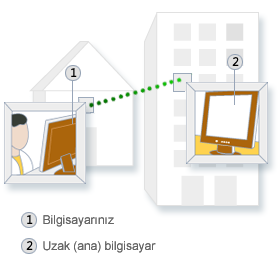 1
2
1 Bilgisayarınız
2 Uzak (ana) bilgisayar